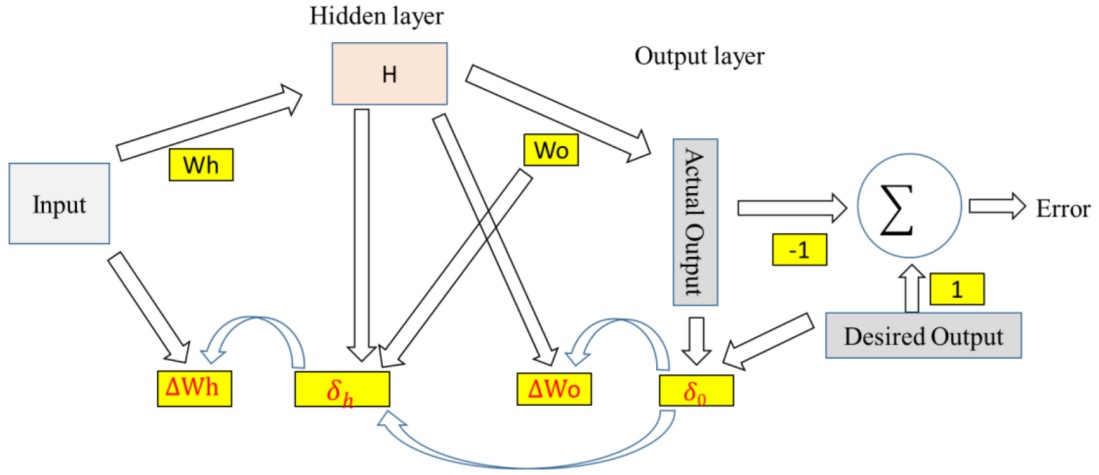 Hidden layer
H
Output layer
Wh
Wo
Input
Actual Output
∑
Error
-1
1
Desired Output
ΔWh
δh
ΔWo
δ0